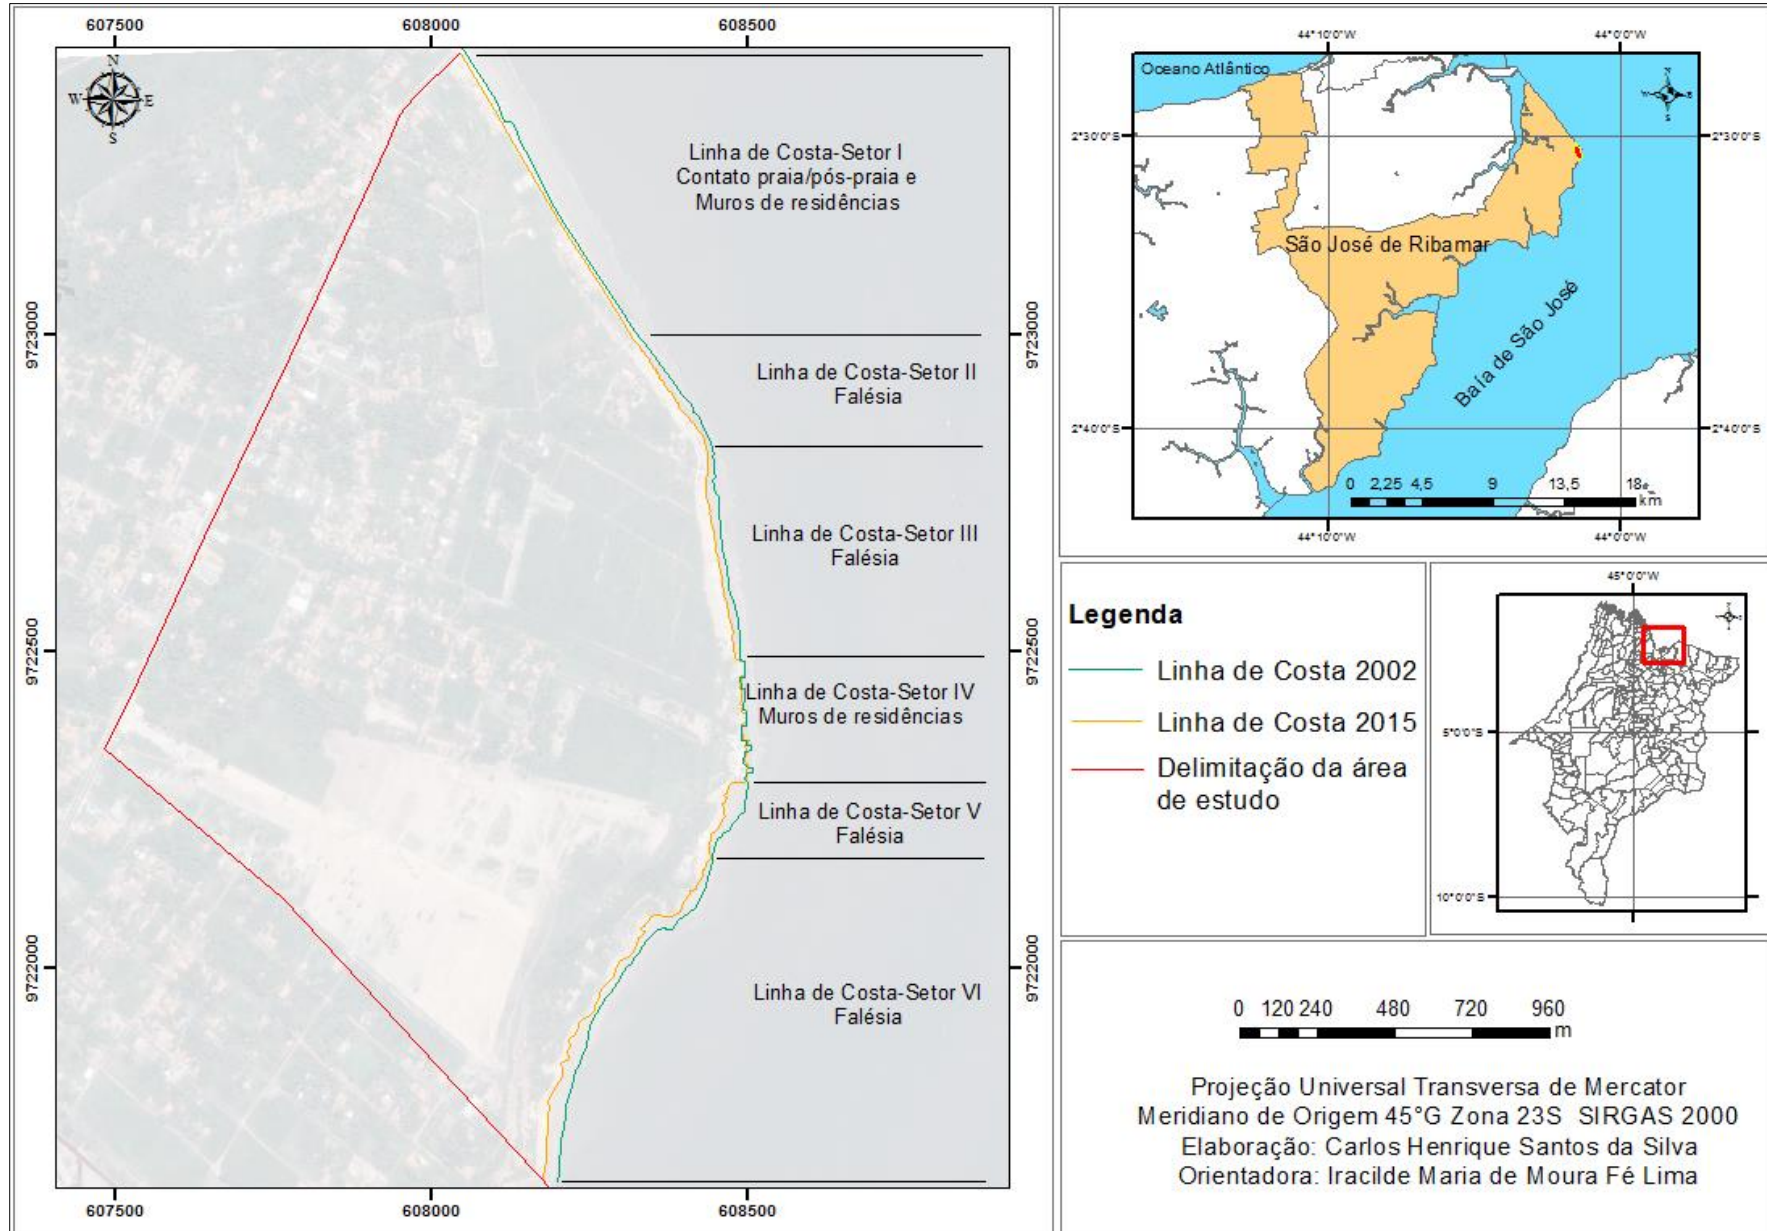 607500
608000
608500
N
W
E
S
9723000
9722500
9722000
Linha de Costa-Setor I
Contato praia/pós-praia e
Muros de residências
Linha de Costa-Setor II
Falésia
Linha de Costa-Setor III
Falésia
Linha de Costa-Setor IV
Muros de residências
Linha de Costa-Setor V
Falésia
Linha de Costa-Setor VI
Falésia
9723000
9722500
9722000
607500
608000
608500
44°10'0"W
44°0'0"W
Oceano Atlântico
2°30'0"S
2°30'0"S
São José de Ribamar
Baía de São José
2°40'0"S
2°40'0"S
0 2,25 4,5 9 13,5 18
km
44°10'0"W
44°0'0"W
Legenda
Linha de Costa 2002
Linha de Costa 2015
Delimitação da área
de estudo
45°0'0"W
5°0'0"S
10°0'0"S
0 120 240 480 720 960
m
Projeção Universal Transversa de Mercator
Meridiano de Origem 45°G Zona 23S SIRGAS 2000
Elaboração: Carlos Henrique Santos da Silva
Orientadora: Iracilde Maria de Moura Fé Lima